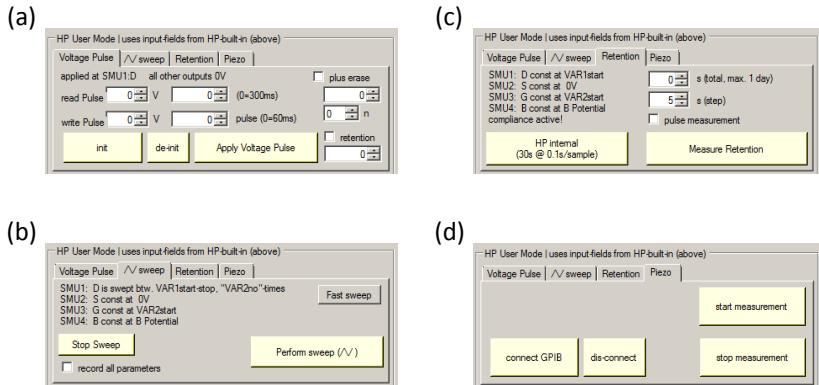 (a)
HP User Mode | uses input-fields from HP-built-in (above)
Voltage Pulse /\/ sweep Retention Piezo
applied at SMU1:D all other outputs 0V plus erase
read Pulse 0 V 0 (0=300ms) 0
write Pulse 0 V 0 pulse (0=60ms) 0 n
init de-init Apply Voltage Pulse retention
0
(c)
HP User Mode | uses input-fields from HP-built-in (above)
Voltage Pulse /\/ sweep Retention Piezo
SMU1: D const at VAR1start 0 s (total, max. 1 day)
SMU2: S const at 0V
SMU3: G const at VAR2start 5 s (step)
SMU4: B const at B Potential
compliance active! pulse measurement
HP internal
(30s @ 0.1s/sample) Measure Retention
(b)
HP User Mode | uses input-fields from HP-built-in (above)
Voltage Pulse /\/ sweep Retention Piezo
SMU1: D is swept btw. VAR1start-stop, "VAR2no"-times
SMU2: S const at 0V Fast sweep
SMU3: G const at VAR2start
SMU4: B const at B Potential
Stop Sweep Perform sweep (/\/ )
record all parameters
(d)
HP User Mode | uses input-fields from HP-built-in (above)
Voltage Pulse /\/ sweep Retention Piezo
start measurement
connect GPIB dis-connect stop measurement